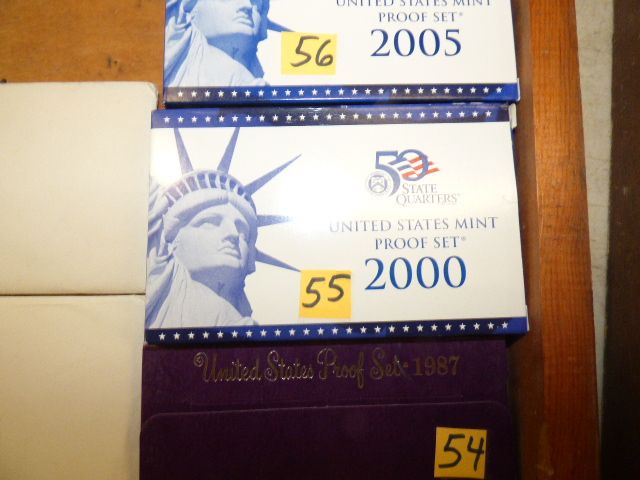 UNITED STATES MINT
PROOF SET®
2005
56
50
STATE
QUARTERS™
UNITED STATES MINT
PROOF SET®
2000
55
United States Proof Set 1987
54